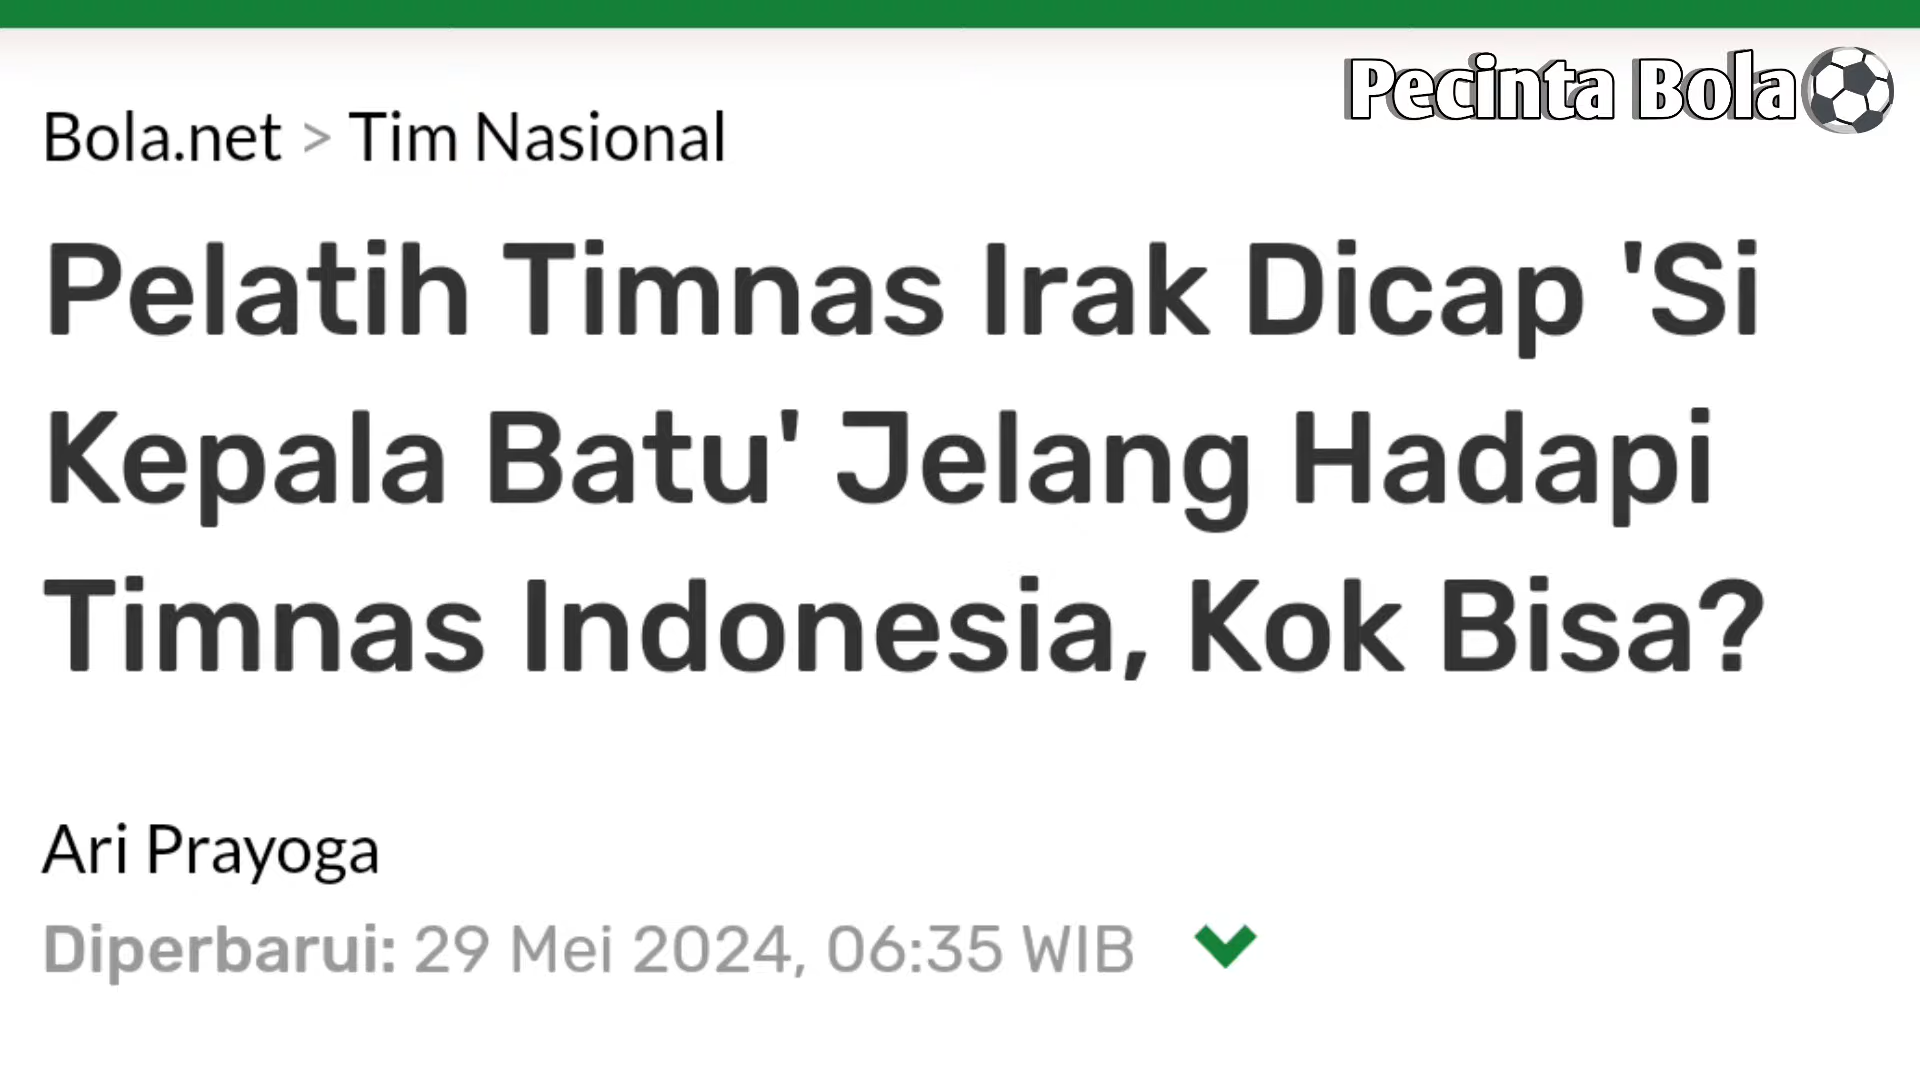 Pecinta Bola
Bola.net > Tim Nasional
Pelatih Timnas Irak Dicap 'Si
Kepala Batu' Jelang Hadapi
Timnas Indonesia, Kok Bisa?
Ari Prayoga
Diperbarui: 29 Mei 2024, 06:35 WIB